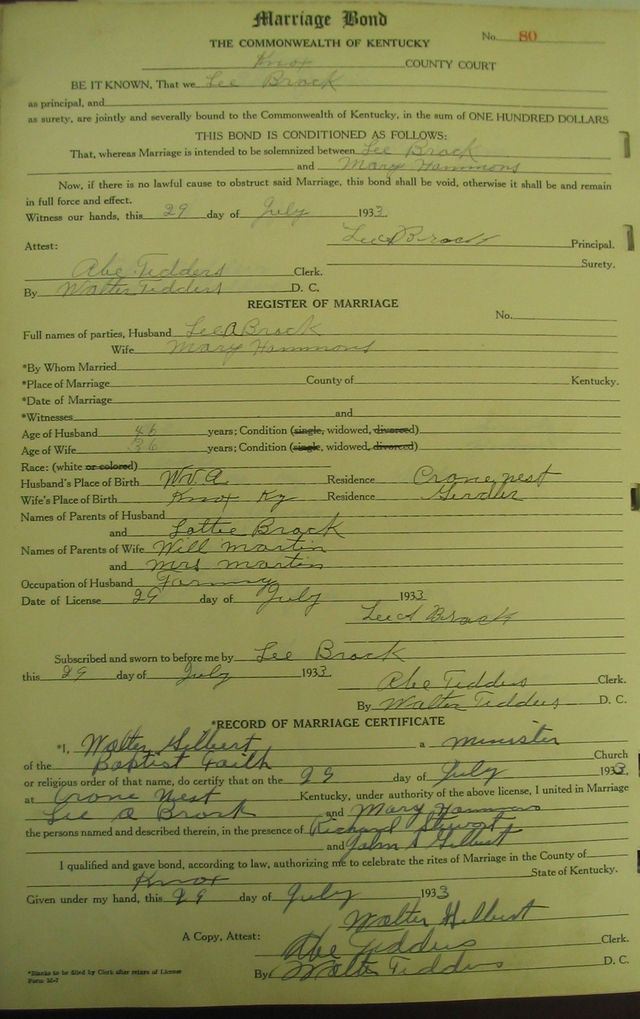 Marriage Bond
No. 80
THE COMMONWEALTH OF KENTUCKY
Knox COUNTY COURT
BE IT KNOWN, That we Lee Brock
as principal, and
as surety, are jointly and severally bound to the Commonwealth of Kentucky, in the sum of ONE HUNDRED DOLLARS
THIS BOND IS CONDITIONED AS FOLLOWS:
That, whereas Marriage is intended to be solemnized between Lee Brock
and Mary Hammons
Now, if there is no lawful cause to obstruct said Marriage, this bond shall be void, otherwise it shall be and remain
in full force and effect.
Witness our hands, this 29 day of July 1933
Lee A Brock Principal.
Attest:
Surety.
Abe Tedders Clerk.
By Walter Tedders D. C.
REGISTER OF MARRIAGE
No.
Full names of parties, Husband Lee A Brock
Wife Mary Hammons
*By Whom Married
*Place of Marriage County of Kentucky.
*Date of Marriage
*Witnesses and
Age of Husband 46 years; Condition (single, widowed, divorced)
Age of Wife 36 years; Condition (single, widowed, divorced)
Race: (white or colored)
Husband's Place of Birth W.V.A Residence Crane nest
Wife's Place of Birth Knox Ky Residence Girdler
Names of Parents of Husband
and Lottie Brock
Names of Parents of Wife Will Martin
and Mrs Martin
Occupation of Husband Farming
Date of License 29 day of July 1933
Lee A Brock
Subscribed and sworn to before me by Lee Brock
this 29 day of July 1933
Abe Tedders Clerk.
By Walter Tedders D. C.
*RECORD OF MARRIAGE CERTIFICATE
*I, Walter Gilbert a minister
of the Baptist Faith Church
or religious order of that name, do certify that on the 29 day of July 1933
at Crane Nest Kentucky, under authority of the above license, I united in Marriage
Lee A Brock and Mary Hammons
the persons named and described therein, in the presence of Richard Stewart
and John S Gilbert
I qualified and gave bond, according to law, authorizing me to celebrate the rites of Marriage in the County of
Knox State of Kentucky.
Given under my hand, this 29 day of July 1933
Walter Gilbert
A Copy, Attest: Abe Tedders Clerk.
By Walter Tedders D. C.
*Blanks to be filled by Clerk after return of License
Form M-7